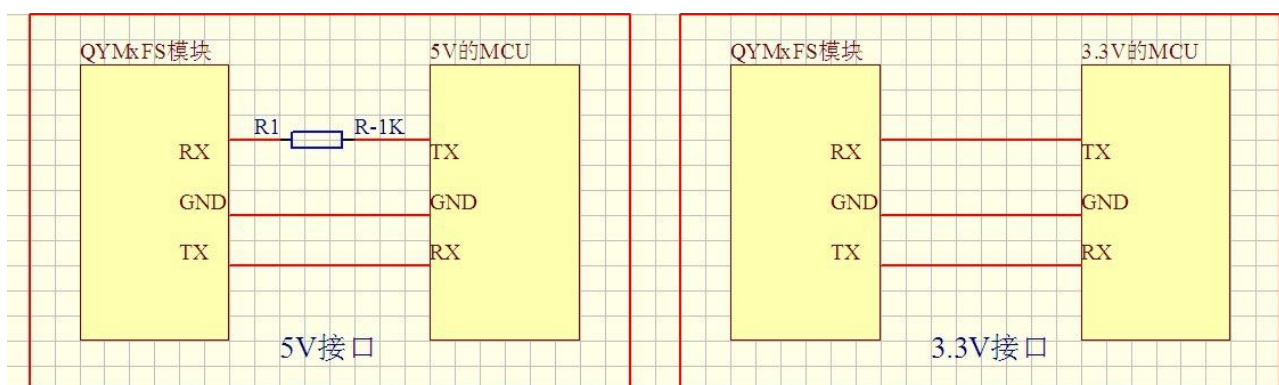 QYMxFS模块 5V的MCU
R1 R-1K
RX TX
GND GND
TX RX
5V接口
QYMxFS模块 3.3V的MCU
RX TX
GND GND
TX RX
3.3V接口